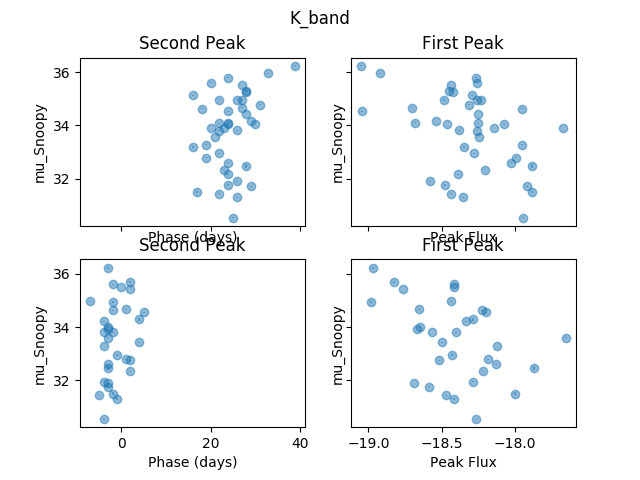 K_band
Second Peak
First Peak
mu_Snoopy
36
34
32
Phase (days)
mu_Snoopy
Peak Flux
Second Peak
First Peak
mu_Snoopy
36
34
32
0
20
40
Phase (days)
mu_Snoopy
−19.0
−18.5
−18.0
Peak Flux